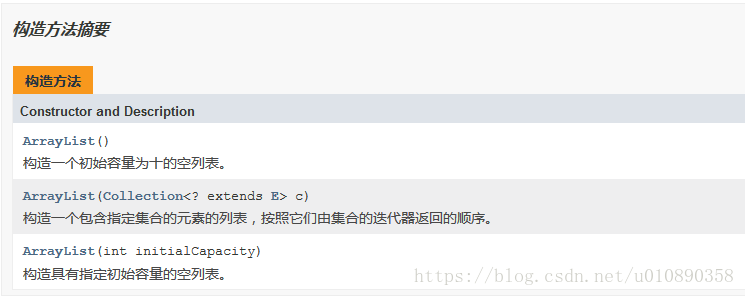 构造方法摘要
构造方法
Constructor and Description
ArrayList()
构造一个初始容量为十的空列表。
ArrayList(Collection<? extends E> c)
构造一个包含指定集合的元素的列表，按照它们由集合的迭代器返回的顺序。
ArrayList(int initialCapacity)
构造具有指定初始容量的空列表。
https://blog.csdn.net/u010890358